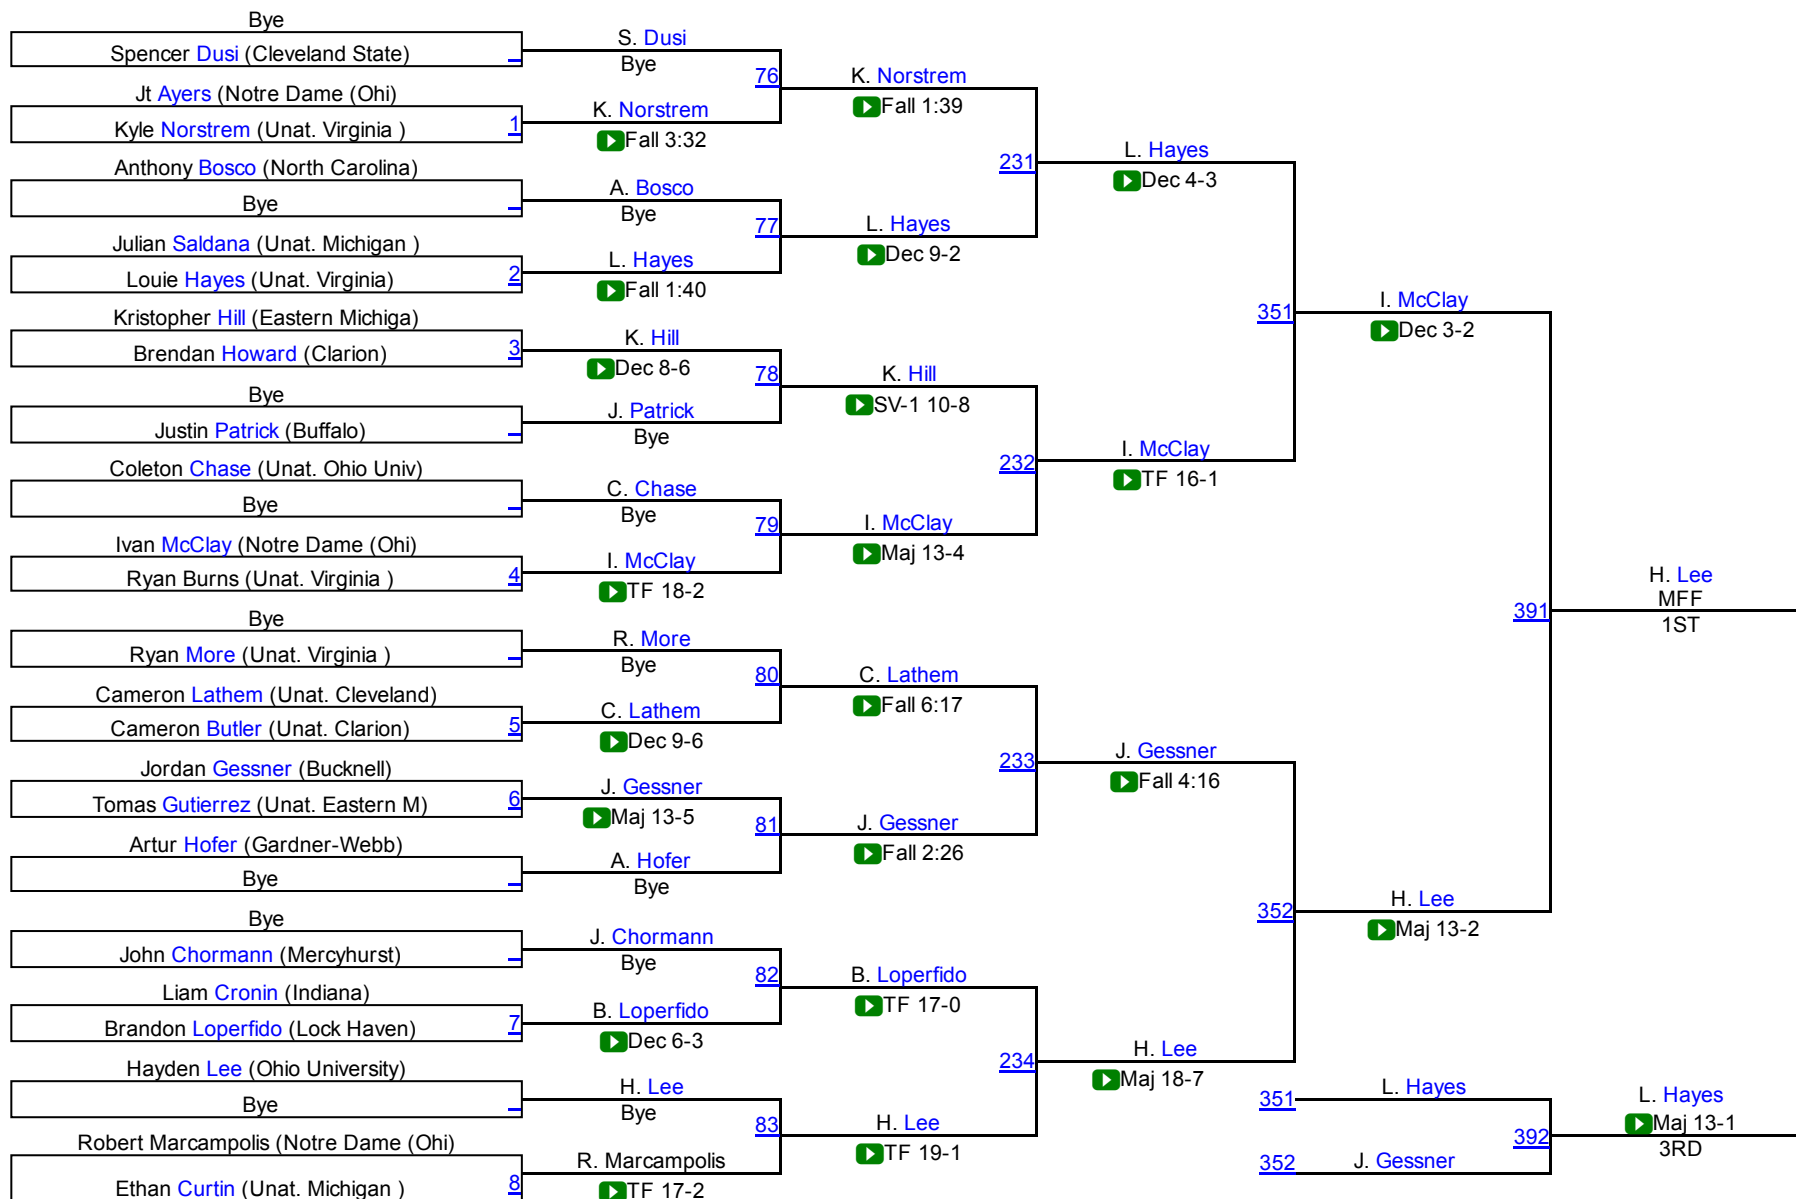 Bye
Spencer Dusi (Cleveland State)
Jt Ayers (Notre Dame (Ohi)
Kyle Norstrem (Unat. Virginia )
1
Anthony Bosco (North Carolina)
Bye
Julian Saldana (Unat. Michigan )
Louie Hayes (Unat. Virginia)
2
Kristopher Hill (Eastern Michiga)
Brendan Howard (Clarion)
3
Bye
Justin Patrick (Buffalo)
Coleton Chase (Unat. Ohio Univ)
Bye
Ivan McClay (Notre Dame (Ohi)
Ryan Burns (Unat. Virginia )
4
Bye
Ryan More (Unat. Virginia )
Cameron Lathem (Unat. Cleveland)
Cameron Butler (Unat. Clarion)
5
Jordan Gessner (Bucknell)
Tomas Gutierrez (Unat. Eastern M)
6
Artur Hofer (Gardner-Webb)
Bye
Bye
John Chormann (Mercyhurst)
Liam Cronin (Indiana)
Brandon Loperfido (Lock Haven)
7
Hayden Lee (Ohio University)
Bye
Robert Marcampolis (Notre Dame (Ohi)
Ethan Curtin (Unat. Michigan )
8
S. Dusi
Bye
76
K. Norstrem
Fall 3:32
A. Bosco
Bye
77
L. Hayes
Fall 1:40
K. Hill
Dec 8-6
78
J. Patrick
Bye
C. Chase
Bye
79
I. McClay
TF 18-2
R. More
Bye
80
C. Lathem
Dec 9-6
J. Gessner
Maj 13-5
81
A. Hofer
Bye
J. Chormann
Bye
82
B. Loperfido
Dec 6-3
H. Lee
Bye
83
R. Marcampolis
TF 17-2
K. Norstrem
Fall 1:39
231
L. Hayes
Dec 9-2
K. Hill
SV-1 10-8
232
I. McClay
Maj 13-4
C. Lathem
Fall 6:17
233
J. Gessner
Fall 2:26
B. Loperfido
TF 17-0
234
H. Lee
TF 19-1
L. Hayes
Dec 4-3
351
I. McClay
TF 16-1
J. Gessner
Fall 4:16
352
H. Lee
Maj 18-7
I. McClay
Dec 3-2
391
H. Lee
Maj 13-2
H. Lee
MFF
1ST
351
L. Hayes
392
352
J. Gessner
L. Hayes
Maj 13-1
3RD